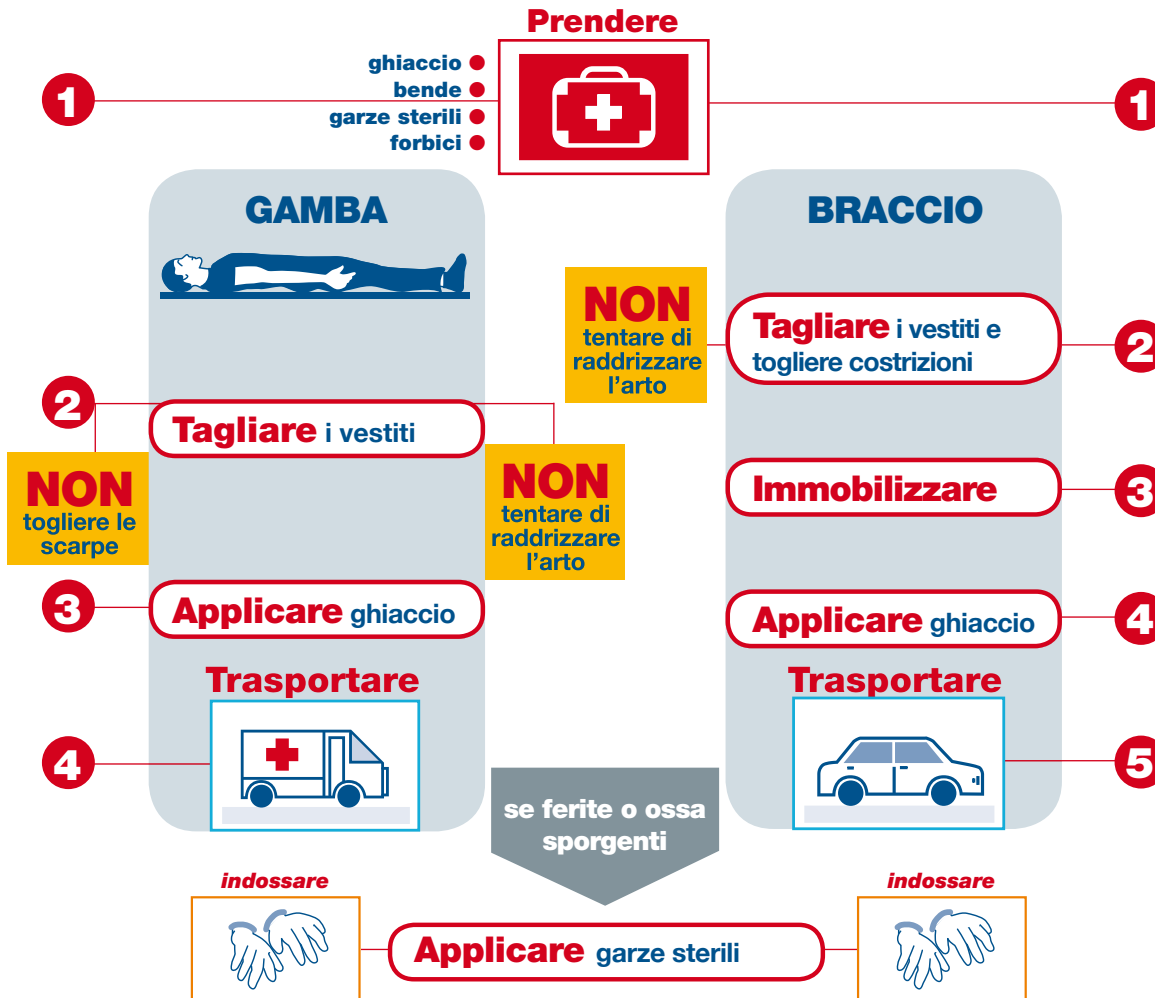 Prendere
ghiaccio
bende
garze sterili
forbici
1
1
GAMBA
2
Tagliare i vestiti
NON
togliere le
scarpe
NON
tentare di
raddrizzare
l'arto
3
Applicare ghiaccio
Trasportare
4
BRACCIO
NON
tentare di
raddrizzare
l'arto
Tagliare i vestiti e
togliere costrizioni
2
Immobilizzare
3
Applicare ghiaccio
4
Trasportare
5
se ferite o ossa
sporgenti
indossare
Applicare garze sterili
indossare